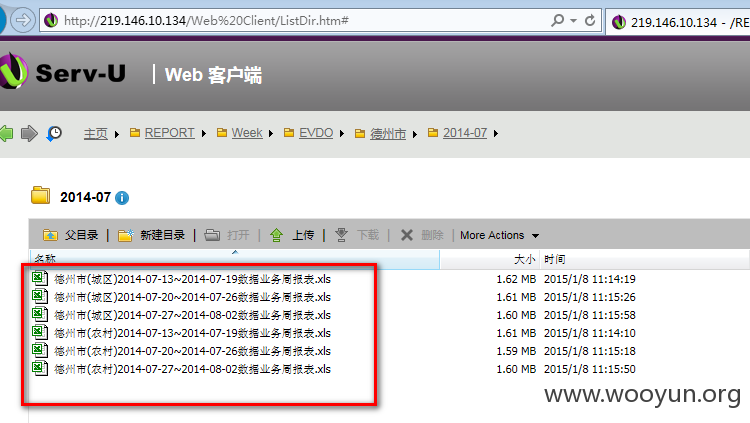 http://219.146.10.134/Web%20Client/ListDir.htm#
219.146.10.134 - /RE
Serv-U
Web 客户端
主页 REPORT Week EVDO 德州市 2014-07
2014-07
父目录 新建目录 打开 上传 下载 删除 More Actions
名称 大小 时间
德州市(城区)2014-07-13~2014-07-19数据业务周报表.xls 1.62 MB 2015/1/8 11:14:19
德州市(城区)2014-07-20~2014-07-26数据业务周报表.xls 1.61 MB 2015/1/8 11:15:26
德州市(城区)2014-07-27~2014-08-02数据业务周报表.xls 1.60 MB 2015/1/8 11:15:58
德州市(农村)2014-07-13~2014-07-19数据业务周报表.xls 1.61 MB 2015/1/8 11:14:10
德州市(农村)2014-07-20~2014-07-26数据业务周报表.xls 1.59 MB 2015/1/8 11:15:18
德州市(农村)2014-07-27~2014-08-02数据业务周报表.xls 1.60 MB 2015/1/8 11:15:50
www.wooyun.org